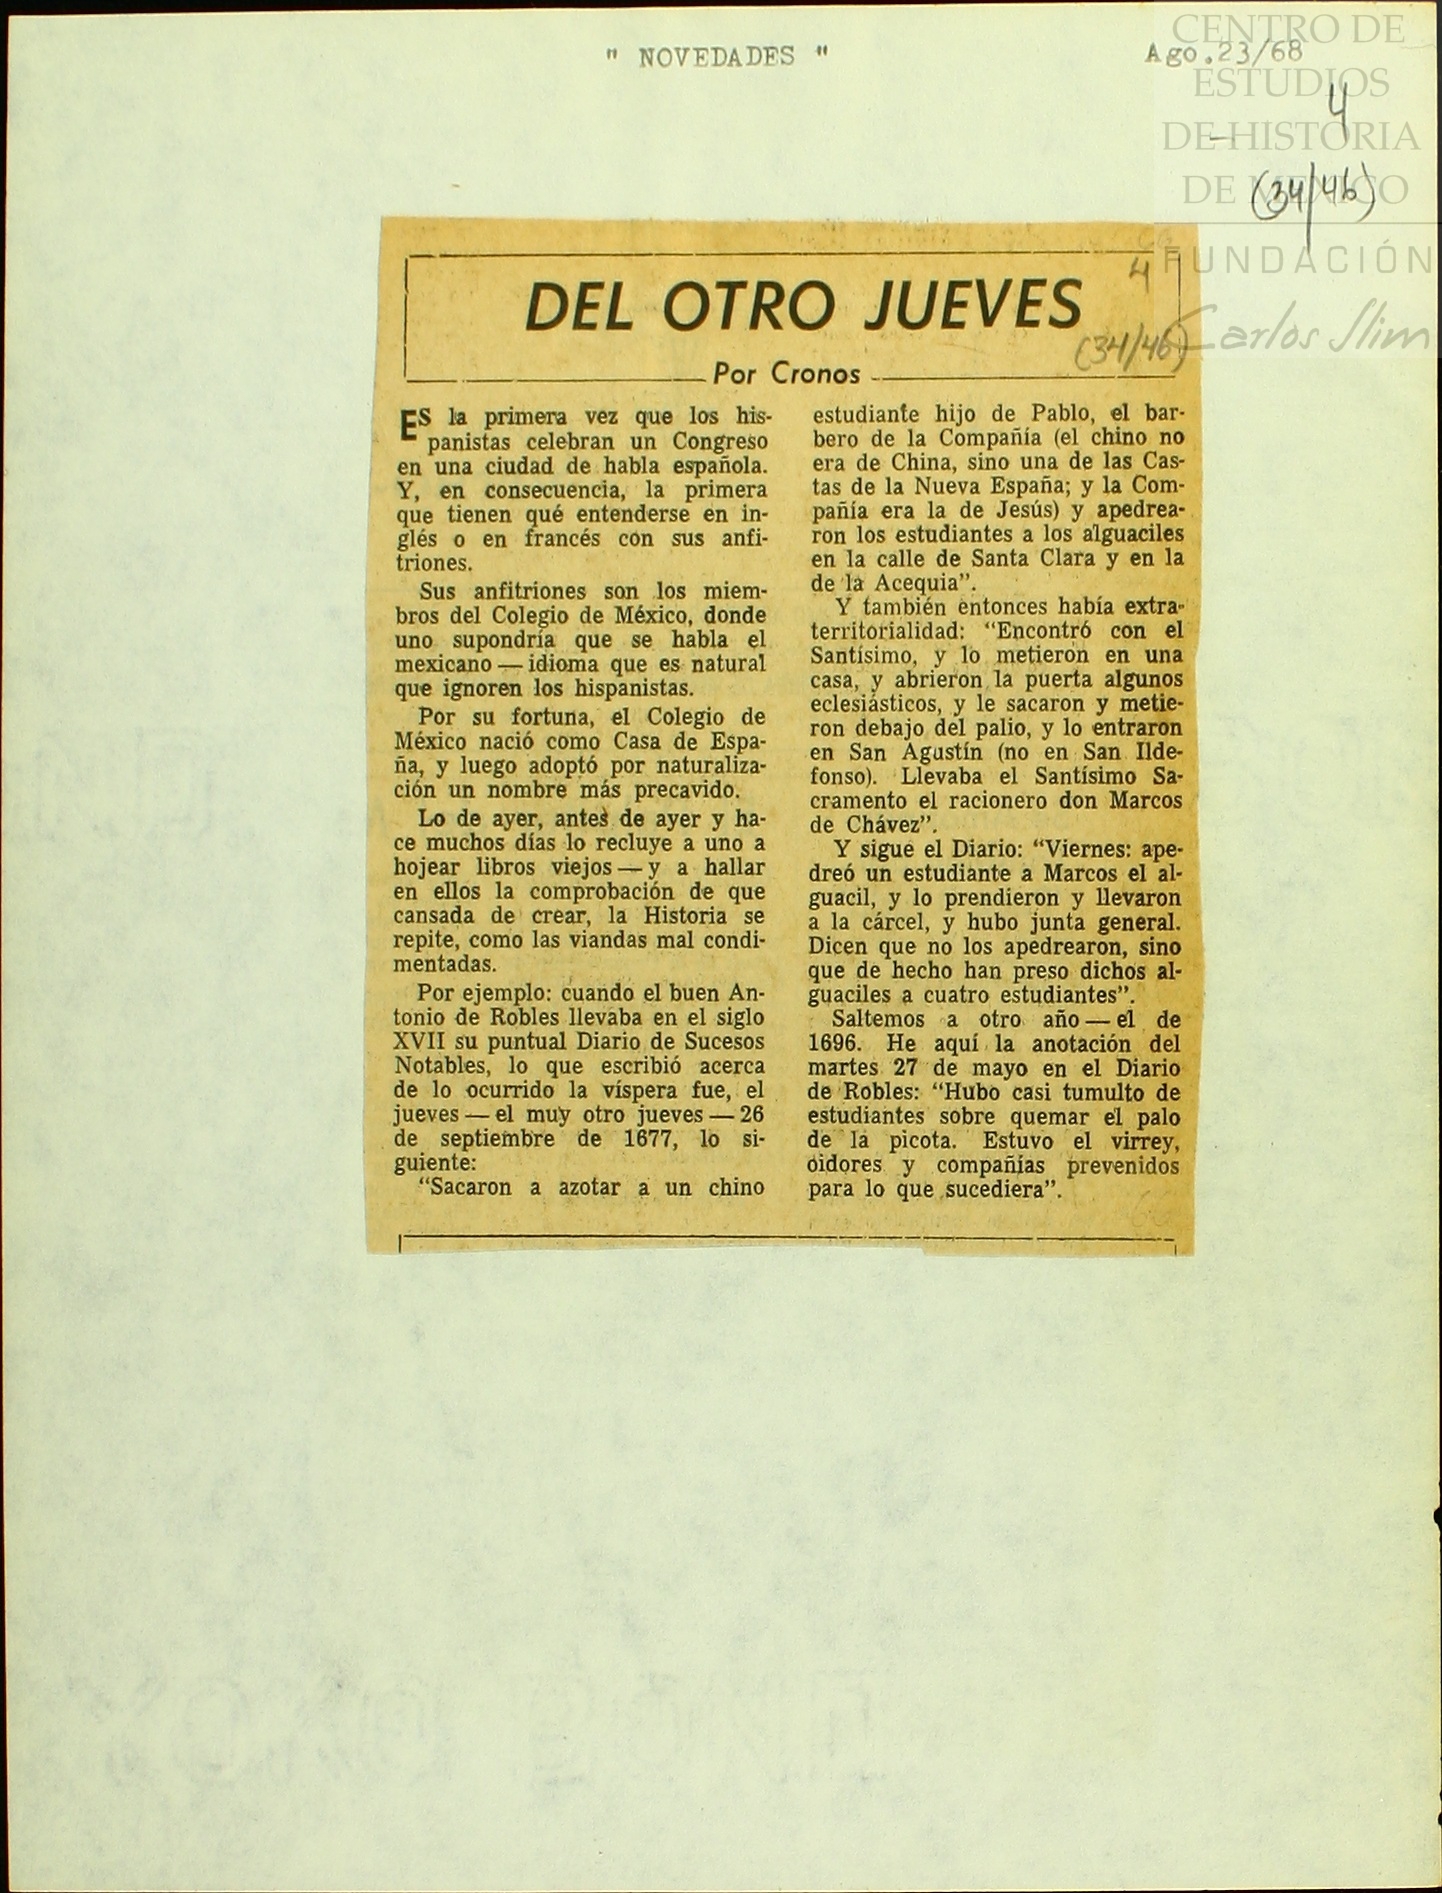 CENTRO DE
ESTUDIOS
DE HISTORIA
DE MÉXICO
FUNDACIÓN
Carlos Slim
" NOVEDADES "
Ago.23/68
4
(34/46)
4
DEL OTRO JUEVES
(34/46)
Por Cronos
ES la primera vez que los his-
panistas celebran un Congreso
en una ciudad de habla española.
Y, en consecuencia, la primera
que tienen qué entenderse en in-
glés o en francés con sus anfi-
triones.
Sus anfitriones son los miem-
bros del Colegio de México, donde
uno supondría que se habla el
mexicano — idioma que es natural
que ignoren los hispanistas.
Por su fortuna, el Colegio de
México nació como Casa de Espa-
ña, y luego adoptó por naturaliza-
ción un nombre más precavido.
Lo de ayer, antes de ayer y ha-
ce muchos días lo recluye a uno a
hojear libros viejos — y a hallar
en ellos la comprobación de que
cansada de crear, la Historia se
repite, como las viandas mal condi-
mentadas.
Por ejemplo: cuando el buen An-
tonio de Robles llevaba en el siglo
XVII su puntual Diario de Sucesos
Notables, lo que escribió acerca
de lo ocurrido la víspera fue, el
jueves — el muy otro jueves — 26
de septiembre de 1677, lo si-
guiente:
“Sacaron a azotar a un chino
estudiante hijo de Pablo, el bar-
bero de la Compañía (el chino no
era de China, sino una de las Cas-
tas de la Nueva España; y la Com-
pañía era la de Jesús) y apedrea-
ron los estudiantes a los alguaciles
en la calle de Santa Clara y en la
de la Acequia”.
Y también entonces había extra-
territorialidad: “Encontró con el
Santísimo, y lo metieron en una
casa, y abrieron la puerta algunos
eclesiásticos, y le sacaron y metie-
ron debajo del palio, y lo entraron
en San Agustín (no en San Ilde-
fonso). Llevaba el Santísimo Sa-
cramento el racionero don Marcos
de Chávez”.
Y sigue el Diario: “Viernes: ape-
dreó un estudiante a Marcos el al-
guacil, y lo prendieron y llevaron
a la cárcel, y hubo junta general.
Dicen que no los apedrearon, sino
que de hecho han preso dichos al-
guaciles a cuatro estudiantes”.
Saltemos a otro año — el de
1696. He aquí la anotación del
martes 27 de mayo en el Diario
de Robles: “Hubo casi tumulto de
estudiantes sobre quemar el palo
de la picota. Estuvo el virrey,
oidores y compañías prevenidos
para lo que sucediera”.